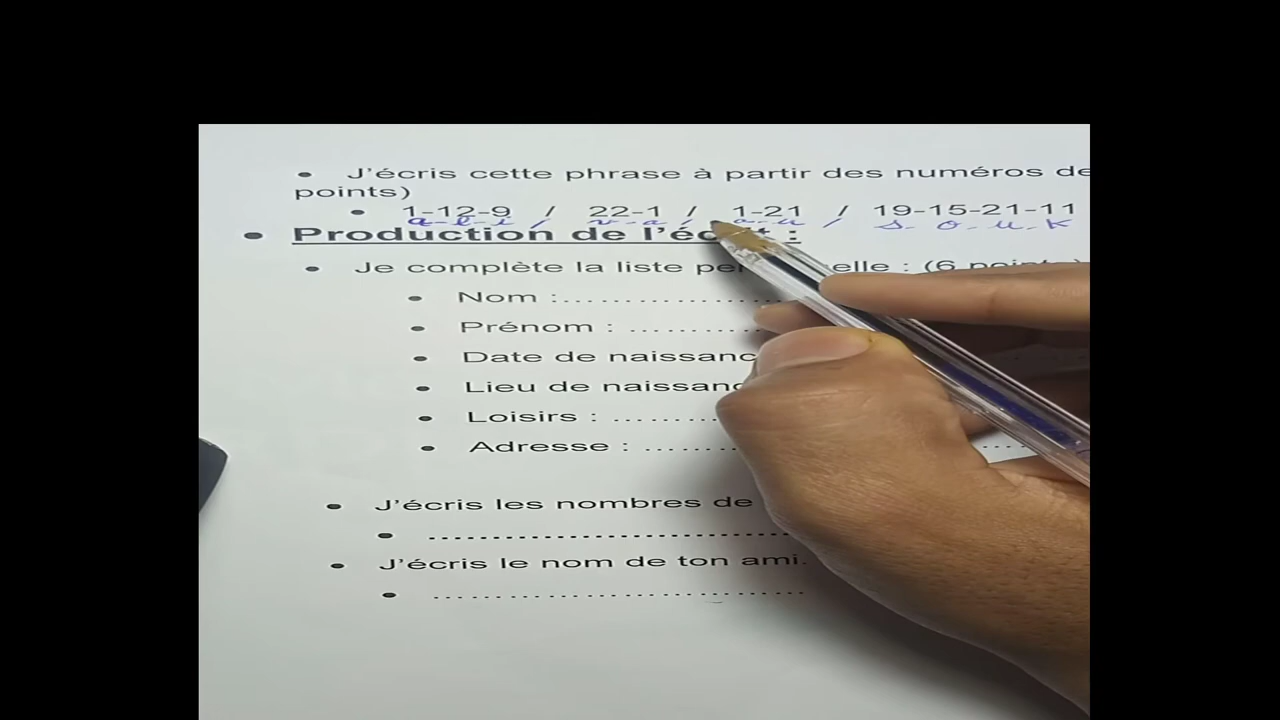 • J'écris cette phrase à partir des numéros de
points)
• 1-12-9 / 22-1 / 1-21 / 19-15-21-11
a-l-i / v-a / a-u / s-o-u-k
• Production de l'écrit :
• Je complète la liste personnelle : (6 points)
• Nom :....................
• Prénom : ............
• Date de naissanc
• Lieu de naissanc
• Loisirs : ..........
• Adresse : ..........
• J'écris les nombres de
• ........................................
• J'écris le nom de ton ami.
• ........................................